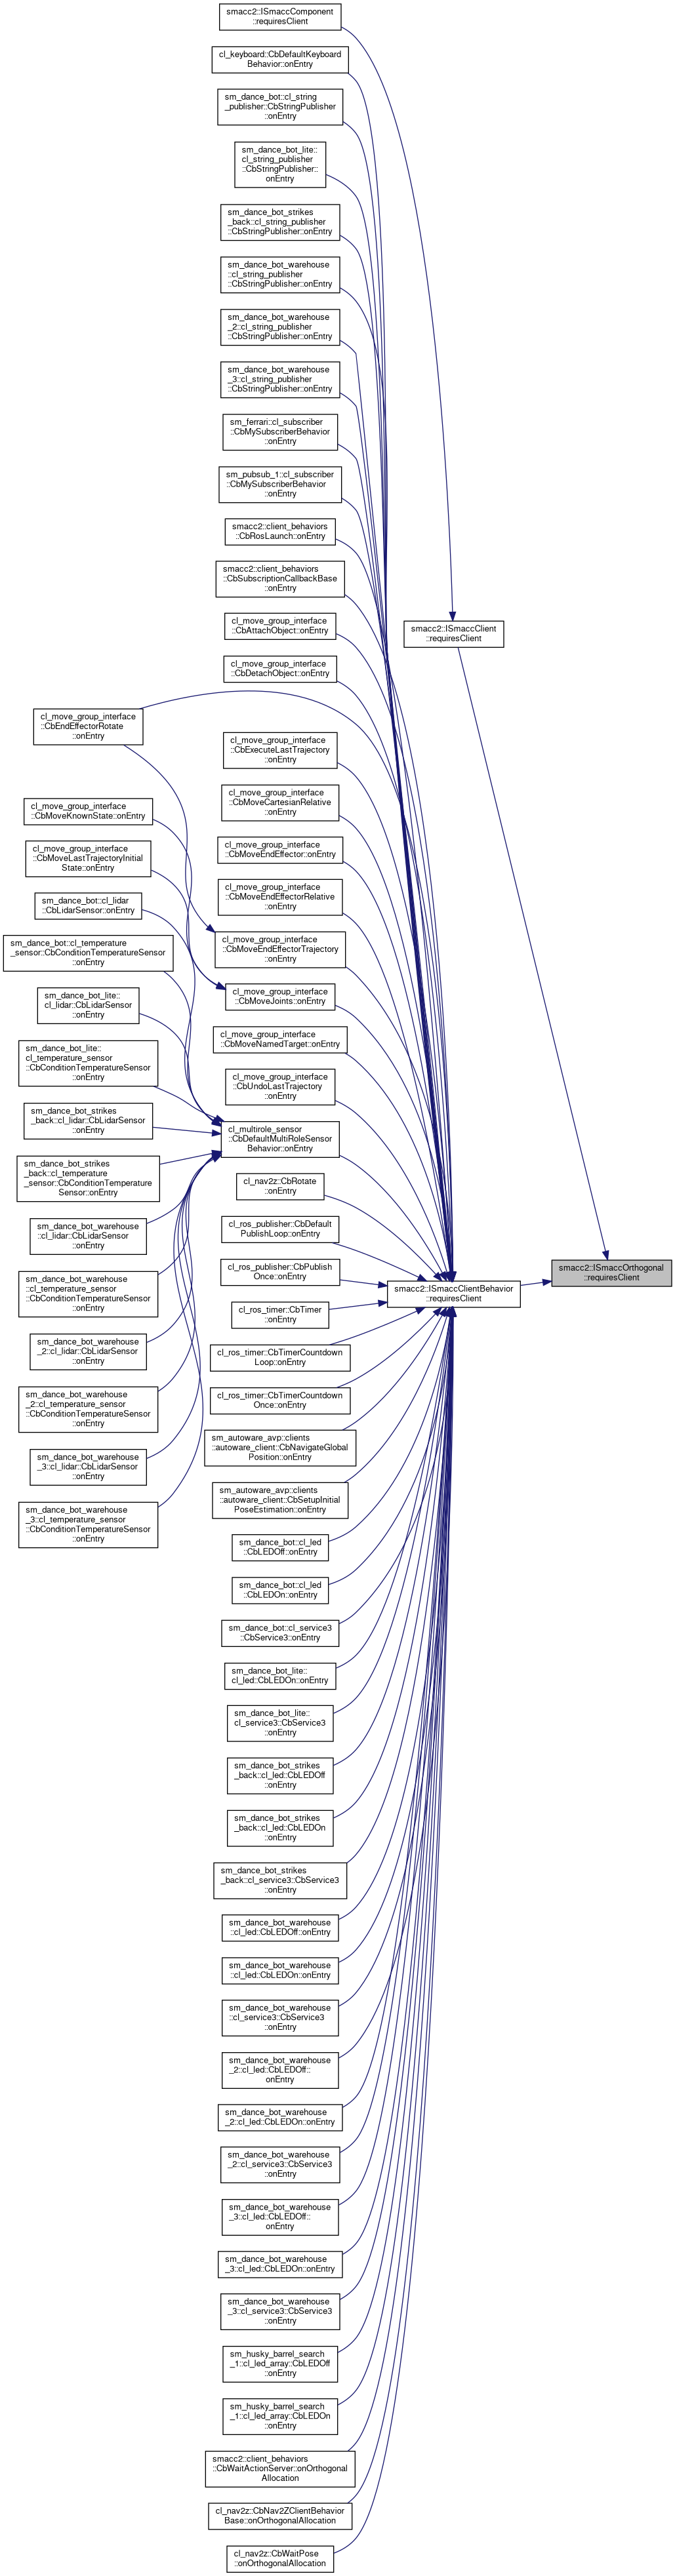 smacc2::ISmaccComponent
::requiresClient
cl_keyboard::CbDefaultKeyboard
Behavior::onEntry
sm_dance_bot::cl_string
_publisher::CbStringPublisher
::onEntry
sm_dance_bot_lite::
cl_string_publisher
::CbStringPublisher::
onEntry
sm_dance_bot_strikes
_back::cl_string_publisher
::CbStringPublisher::onEntry
sm_dance_bot_warehouse
::cl_string_publisher
::CbStringPublisher::onEntry
sm_dance_bot_warehouse
_2::cl_string_publisher
::CbStringPublisher::onEntry
sm_dance_bot_warehouse
_3::cl_string_publisher
::CbStringPublisher::onEntry
sm_ferrari::cl_subscriber
::CbMySubscriberBehavior
::onEntry
sm_pubsub_1::cl_subscriber
::CbMySubscriberBehavior
::onEntry
smacc2::client_behaviors
::CbRosLaunch::onEntry
smacc2::client_behaviors
::CbSubscriptionCallbackBase
::onEntry
cl_move_group_interface
::CbAttachObject::onEntry
smacc2::ISmaccClient
::requiresClient
cl_move_group_interface
::CbDetachObject::onEntry
cl_move_group_interface
::CbEndEffectorRotate
::onEntry
cl_move_group_interface
::CbExecuteLastTrajectory
::onEntry
cl_move_group_interface
::CbMoveCartesianRelative
::onEntry
cl_move_group_interface
::CbMoveKnownState::onEntry
cl_move_group_interface
::CbMoveEndEffector::onEntry
cl_move_group_interface
::CbMoveLastTrajectoryInitial
State::onEntry
cl_move_group_interface
::CbMoveEndEffectorRelative
::onEntry
sm_dance_bot::cl_lidar
::CbLidarSensor::onEntry
cl_move_group_interface
::CbMoveEndEffectorTrajectory
::onEntry
sm_dance_bot::cl_temperature
_sensor::CbConditionTemperatureSensor
::onEntry
cl_move_group_interface
::CbMoveJoints::onEntry
sm_dance_bot_lite::
cl_lidar::CbLidarSensor
::onEntry
cl_move_group_interface
::CbMoveNamedTarget::onEntry
sm_dance_bot_lite::
cl_temperature_sensor
::CbConditionTemperatureSensor
::onEntry
cl_move_group_interface
::CbUndoLastTrajectory
::onEntry
sm_dance_bot_strikes
_back::cl_lidar::CbLidarSensor
::onEntry
cl_multirole_sensor
::CbDefaultMultiRoleSensor
Behavior::onEntry
sm_dance_bot_strikes
_back::cl_temperature
_sensor::CbConditionTemperature
Sensor::onEntry
cl_nav2z::CbRotate
::onEntry
sm_dance_bot_warehouse
::cl_lidar::CbLidarSensor
::onEntry
cl_ros_publisher::CbDefault
PublishLoop::onEntry
cl_ros_publisher::CbPublish
Once::onEntry
smacc2::ISmaccOrthogonal
::requiresClient
sm_dance_bot_warehouse
::cl_temperature_sensor
::CbConditionTemperatureSensor
::onEntry
smacc2::ISmaccClientBehavior
::requiresClient
cl_ros_timer::CbTimer
::onEntry
sm_dance_bot_warehouse
_2::cl_lidar::CbLidarSensor
::onEntry
cl_ros_timer::CbTimerCountdown
Loop::onEntry
sm_dance_bot_warehouse
_2::cl_temperature_sensor
::CbConditionTemperatureSensor
::onEntry
cl_ros_timer::CbTimerCountdown
Once::onEntry
sm_dance_bot_warehouse
_3::cl_lidar::CbLidarSensor
::onEntry
sm_autoware_avp::clients
::autoware_client::CbNavigateGlobal
Position::onEntry
sm_dance_bot_warehouse
_3::cl_temperature_sensor
::CbConditionTemperatureSensor
::onEntry
sm_autoware_avp::clients
::autoware_client::CbSetupInitial
PoseEstimation::onEntry
sm_dance_bot::cl_led
::CbLEDOff::onEntry
sm_dance_bot::cl_led
::CbLEDOn::onEntry
sm_dance_bot::cl_service3
::CbService3::onEntry
sm_dance_bot_lite::
cl_led::CbLEDOn::onEntry
sm_dance_bot_lite::
cl_service3::CbService3
::onEntry
sm_dance_bot_strikes
_back::cl_led::CbLEDOff
::onEntry
sm_dance_bot_strikes
_back::cl_led::CbLEDOn
::onEntry
sm_dance_bot_strikes
_back::cl_service3::CbService3
::onEntry
sm_dance_bot_warehouse
::cl_led::CbLEDOff::onEntry
sm_dance_bot_warehouse
::cl_led::CbLEDOn::onEntry
sm_dance_bot_warehouse
::cl_service3::CbService3
::onEntry
sm_dance_bot_warehouse
_2::cl_led::CbLEDOff::
onEntry
sm_dance_bot_warehouse
_2::cl_led::CbLEDOn::onEntry
sm_dance_bot_warehouse
_2::cl_service3::CbService3
::onEntry
sm_dance_bot_warehouse
_3::cl_led::CbLEDOff::
onEntry
sm_dance_bot_warehouse
_3::cl_led::CbLEDOn::onEntry
sm_dance_bot_warehouse
_3::cl_service3::CbService3
::onEntry
sm_husky_barrel_search
_1::cl_led_array::CbLEDOff
::onEntry
sm_husky_barrel_search
_1::cl_led_array::CbLEDOn
::onEntry
smacc2::client_behaviors
::CbWaitActionServer::onOrthogonal
Allocation
cl_nav2z::CbNav2ZClientBehavior
Base::onOrthogonalAllocation
cl_nav2z::CbWaitPose
::onOrthogonalAllocation